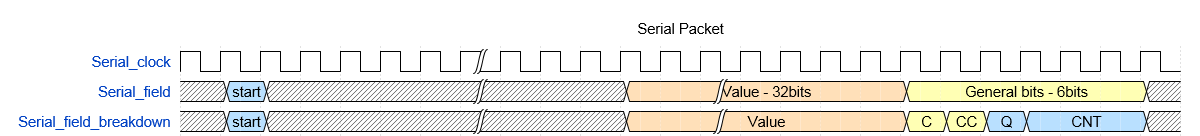 Serial Packet
Serial_clock
Serial_field start Value - 32bits General bits - 6bits
Serial_field_breakdown start Value C CC Q CNT